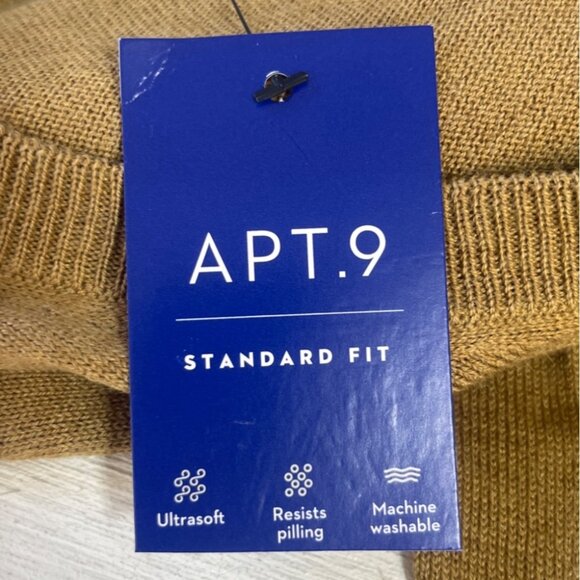 APT.9
STANDARD FIT
Ultrasoft
Resists
pilling
Machine
washable